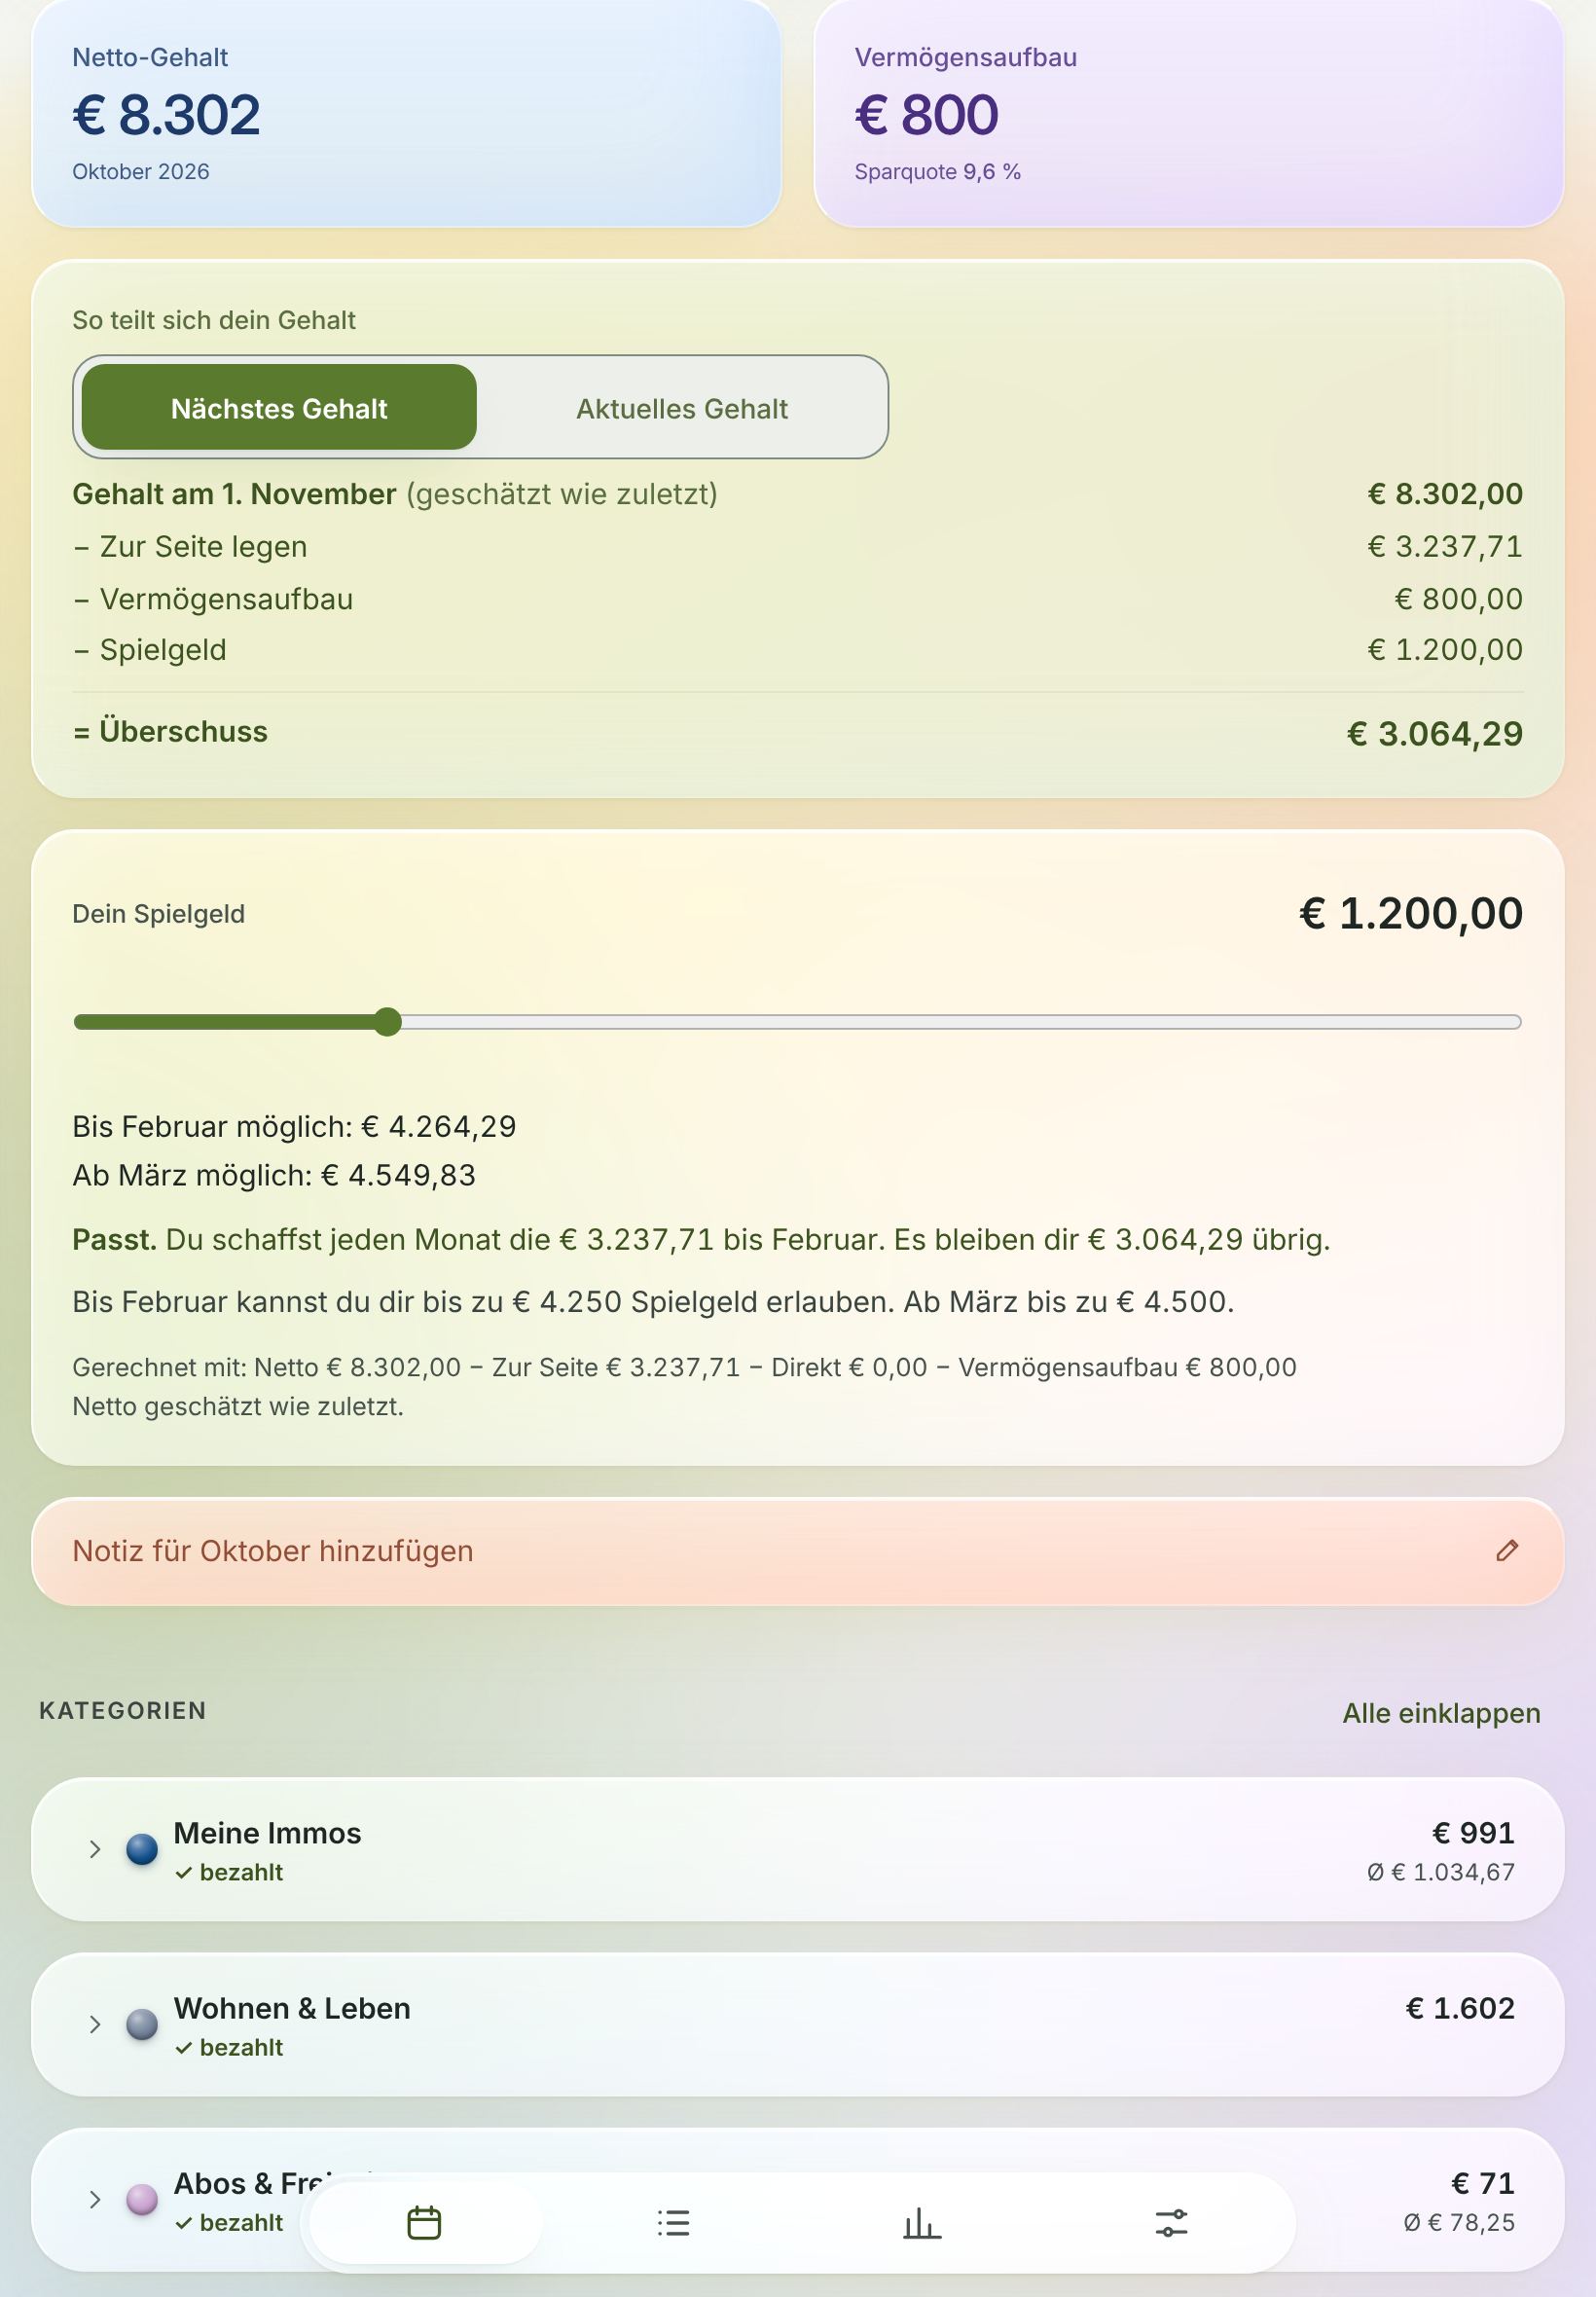 Netto-Gehalt
€ 8.302
Oktober 2026
Vermögensaufbau
€ 800
Sparquote 9,6 %
So teilt sich dein Gehalt
Nächstes Gehalt
Aktuelles Gehalt
Gehalt am 1. November (geschätzt wie zuletzt) € 8.302,00
− Zur Seite legen € 3.237,71
− Vermögensaufbau € 800,00
− Spielgeld € 1.200,00
= Überschuss € 3.064,29
Dein Spielgeld € 1.200,00
Bis Februar möglich: € 4.264,29
Ab März möglich: € 4.549,83
Passt. Du schaffst jeden Monat die € 3.237,71 bis Februar. Es bleiben dir € 3.064,29 übrig.
Bis Februar kannst du dir bis zu € 4.250 Spielgeld erlauben. Ab März bis zu € 4.500.
Gerechnet mit: Netto € 8.302,00 − Zur Seite € 3.237,71 − Direkt € 0,00 − Vermögensaufbau € 800,00
Netto geschätzt wie zuletzt.
Notiz für Oktober hinzufügen
KATEGORIEN Alle einklappen
Meine Immos € 991
✓ bezahlt Ø € 1.034,67
Wohnen & Leben € 1.602
✓ bezahlt
Abos & € 71
✓ bezahlt Ø € 78,25